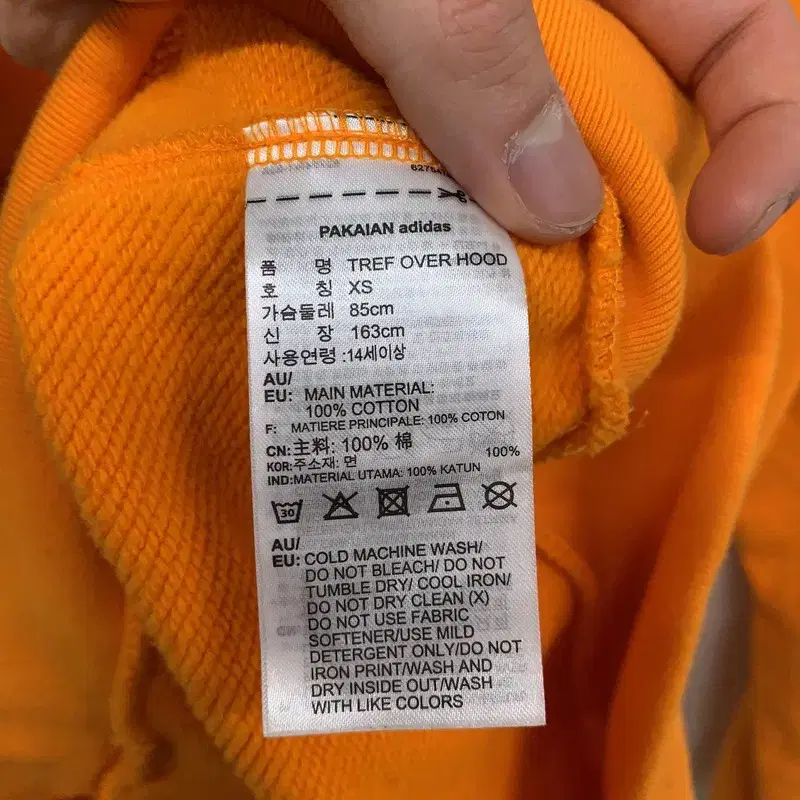 PAKAIAN adidas
품 명 TREF OVER HOOD
호 칭 XS
가슴둘레 85cm
신 장 163cm
사용연령 :14세이상
AU/
EU: MAIN MATERIAL:
100% COTTON
F: MATIERE PRINCIPALE: 100% COTON
CN:主料: 100% 棉
KOR:주소재: 면 100%
IND:MATERIAL UTAMA: 100% KATUN
30
AU/
EU: COLD MACHINE WASH/
DO NOT BLEACH/ DO NOT
TUMBLE DRY/ COOL IRON/
DO NOT DRY CLEAN (X)
DO NOT USE FABRIC
SOFTENER/USE MILD
DETERGENT ONLY/DO NOT
IRON PRINT/WASH AND
DRY INSIDE OUT/WASH
WITH LIKE COLORS